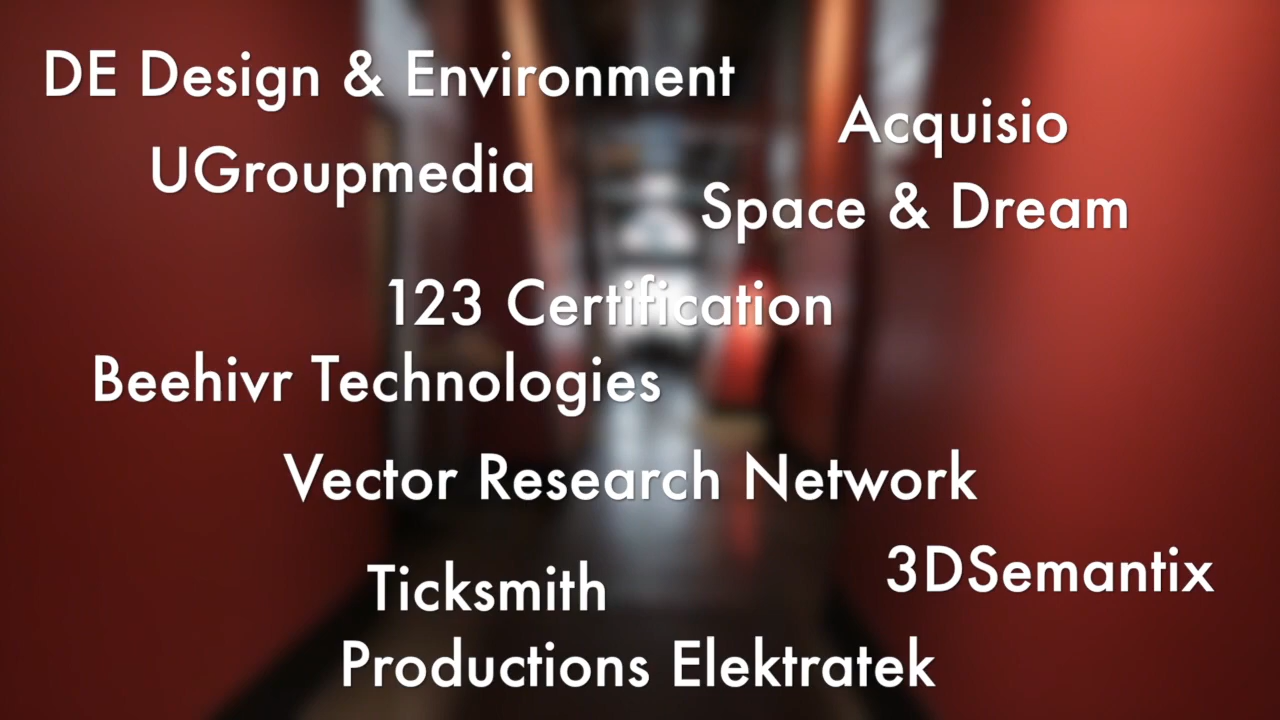 DE Design & Environment
Acquisio
UGroupmedia
Space & Dream
123 Certification
Beehivr Technologies
Vector Research Network
3DSemantix
Ticksmith
Productions Elektratek